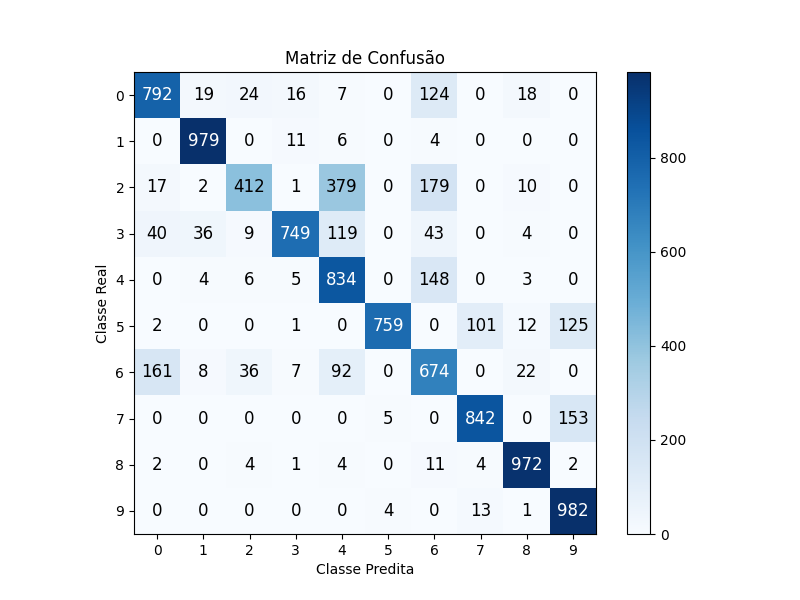 Matriz de Confusão
0 792 19 24 16 7 0 124 0 18 0
1 0 979 0 11 6 0 4 0 0 0
2 17 2 412 1 379 0 179 0 10 0
3 40 36 9 749 119 0 43 0 4 0
4 0 4 6 5 834 0 148 0 3 0
5 2 0 0 1 0 759 0 101 12 125
6 161 8 36 7 92 0 674 0 22 0
7 0 0 0 0 0 5 0 842 0 153
8 2 0 4 1 4 0 11 4 972 2
9 0 0 0 0 0 4 0 13 1 982
0 1 2 3 4 5 6 7 8 9
Classe Predita
Classe Real
800
600
400
200
0